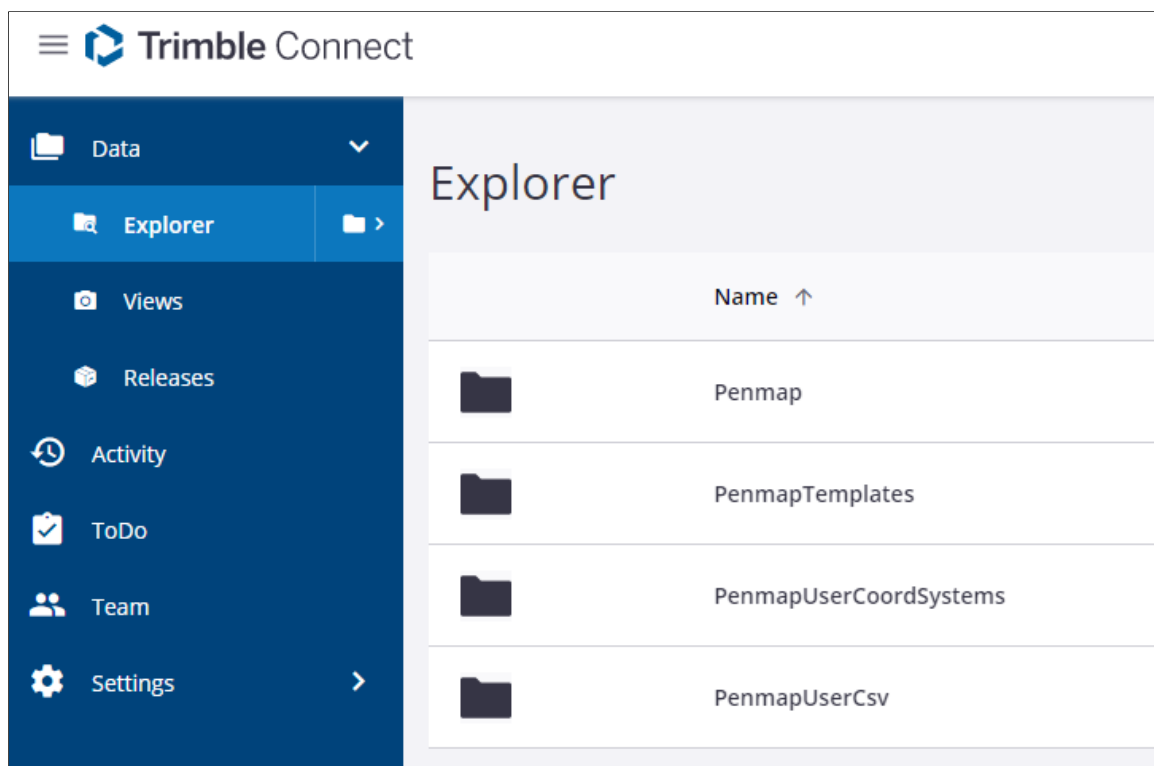 Trimble Connect
Data
Explorer
Views
Releases
Activity
ToDo
Team
Settings
Explorer
Name
Penmap
PenmapTemplates
PenmapUserCoordSystems
PenmapUserCsv